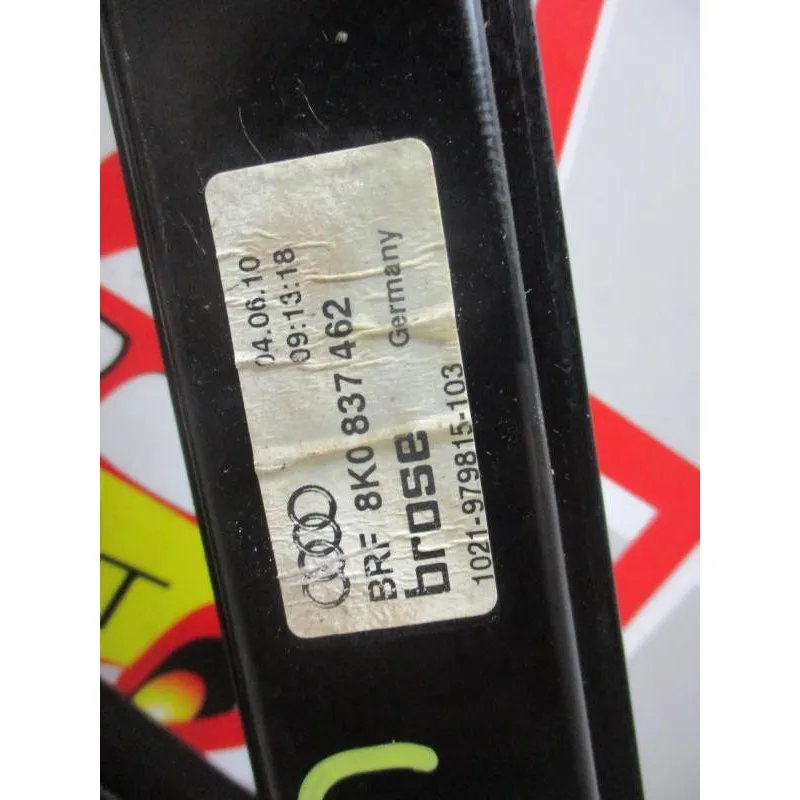 04.06.10
09:13:18
BRF 8K0 837 462
brose Germany
1021-979815-103
T